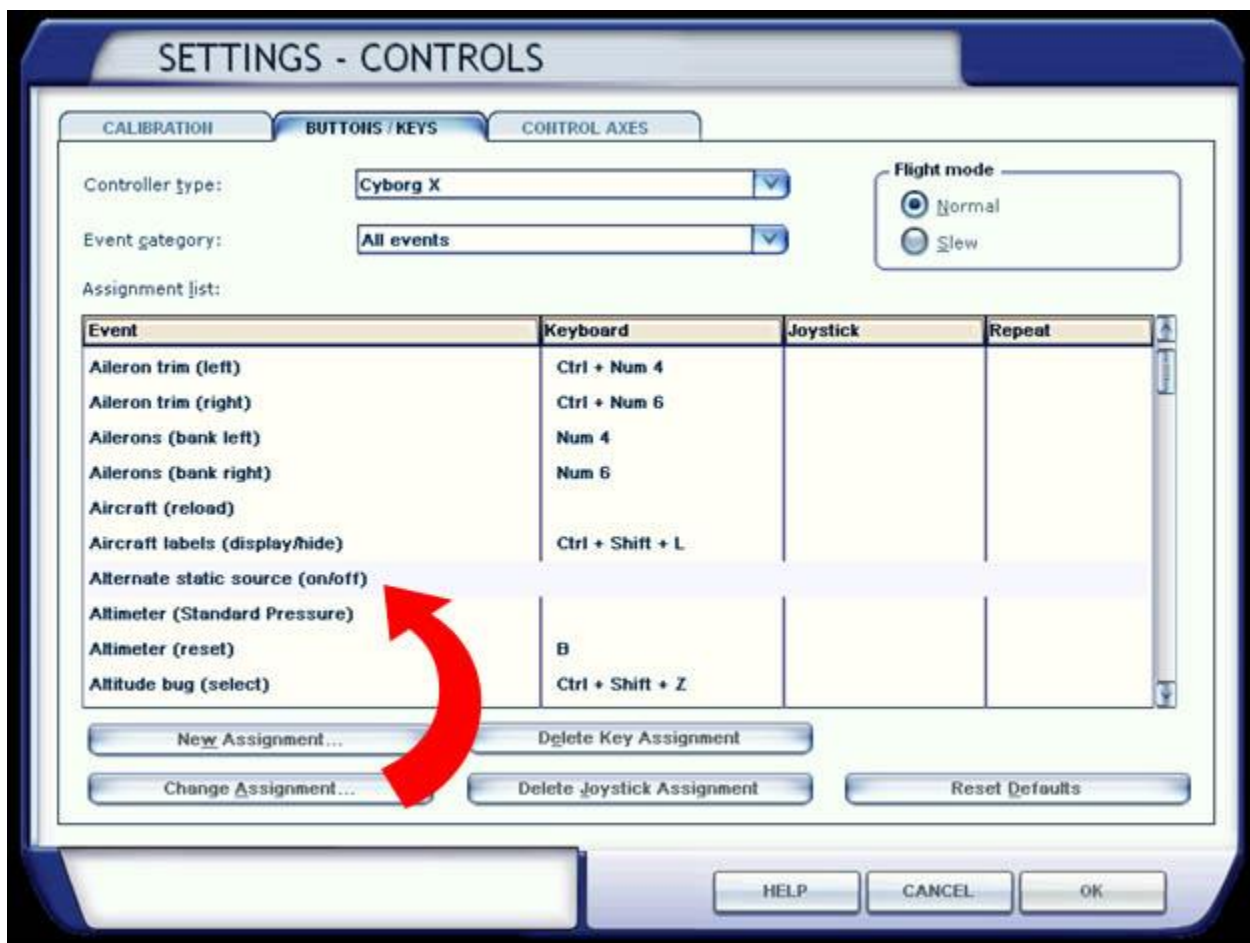 SETTINGS - CONTROLS
CALIBRATION BUTTONS / KEYS CONTROL AXES
Controller type: Cyborg X
Flight mode
Normal
Event category: All events
Slew
Assignment list:
Event Keyboard Joystick Repeat
Aileron trim (left) Ctrl + Num 4
Aileron trim (right) Ctrl + Num 6
Ailerons (bank left) Num 4
Ailerons (bank right) Num 6
Aircraft (reload)
Aircraft labels (display/hide) Ctrl + Shift + L
Alternate static source (on/off)
Altimeter (Standard Pressure)
Altimeter (reset) B
Altitude bug (select) Ctrl + Shift + Z
New Assignment... Delete Key Assignment
Change Assignment... Delete Joystick Assignment Reset Defaults
HELP CANCEL OK